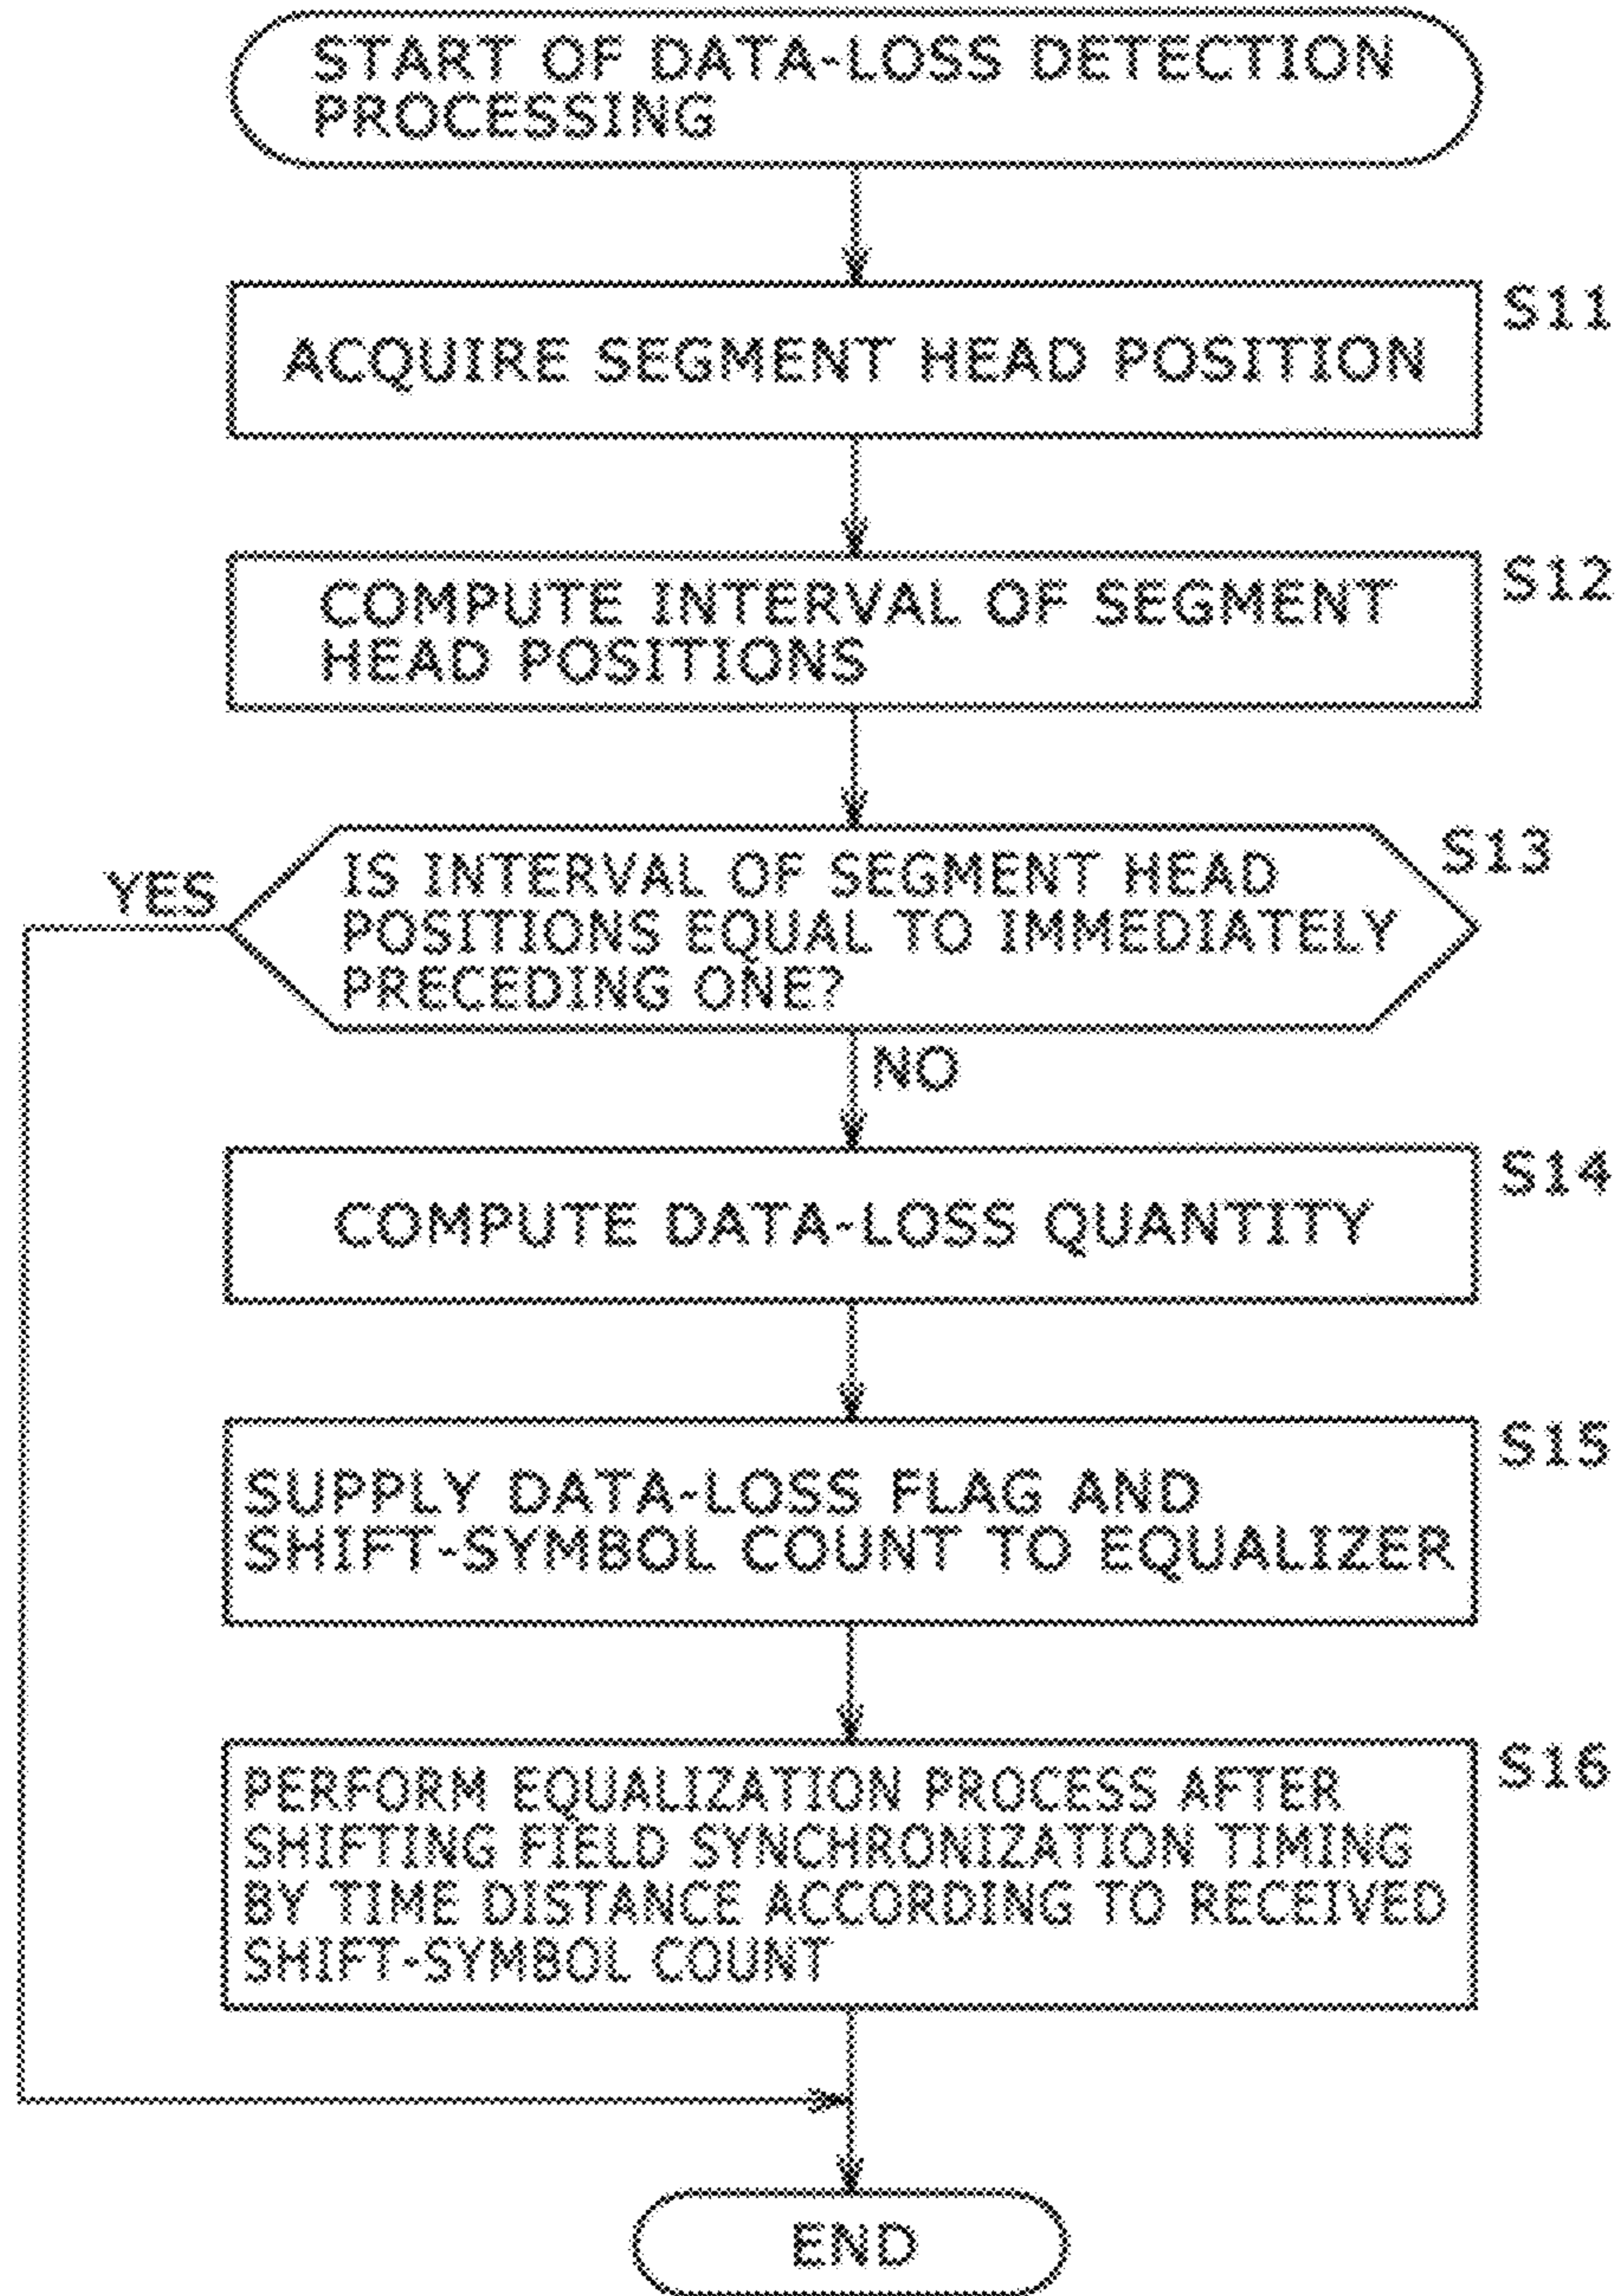 START OF DATA-LOSS DETECTION
PROCESSING
S11
ACQUIRE SEGMENT HEAD POSITION
S12
COMPUTE INTERVAL OF SEGMENT
HEAD POSITIONS
S13
YES
IS INTERVAL OF SEGMENT HEAD
POSITIONS EQUAL TO IMMEDIATELY
PRECEDING ONE?
NO
S14
COMPUTE DATA-LOSS QUANTITY
S15
SUPPLY DATA-LOSS FLAG AND
SHIFT-SYMBOL COUNT TO EQUALIZER
S16
PERFORM EQUALIZATION PROCESS AFTER
SHIFTING FIELD SYNCHRONIZATION TIMING
BY TIME DISTANCE ACCORDING TO RECEIVED
SHIFT-SYMBOL COUNT
END